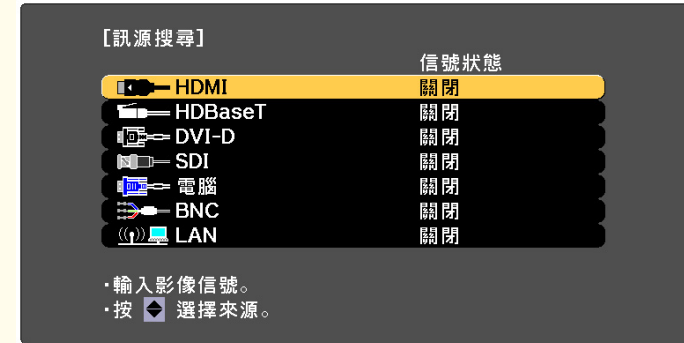 [訊源搜尋]
信號狀態
HDMI 關閉
HDBaseT 關閉
DVI-D 關閉
SDI 關閉
電腦 關閉
BNC 關閉
LAN 關閉
·輸入影像信號。
·按 選擇來源。